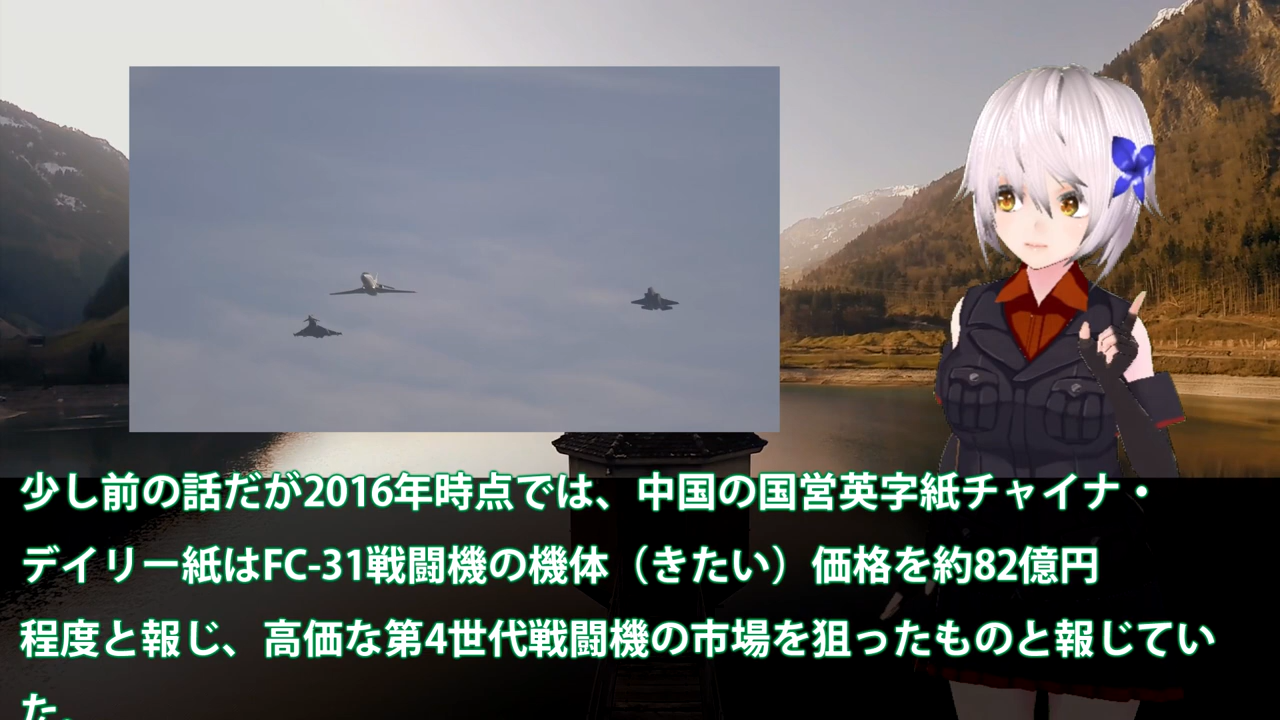 少し前の話だが2016年時点では、中国の国営英字紙チャイナ・
デイリー紙はFC-31戦闘機の機体（きたい）価格を約82億円
程度と報じ、高価な第4世代戦闘機の市場を狙ったものと報じてい
た。